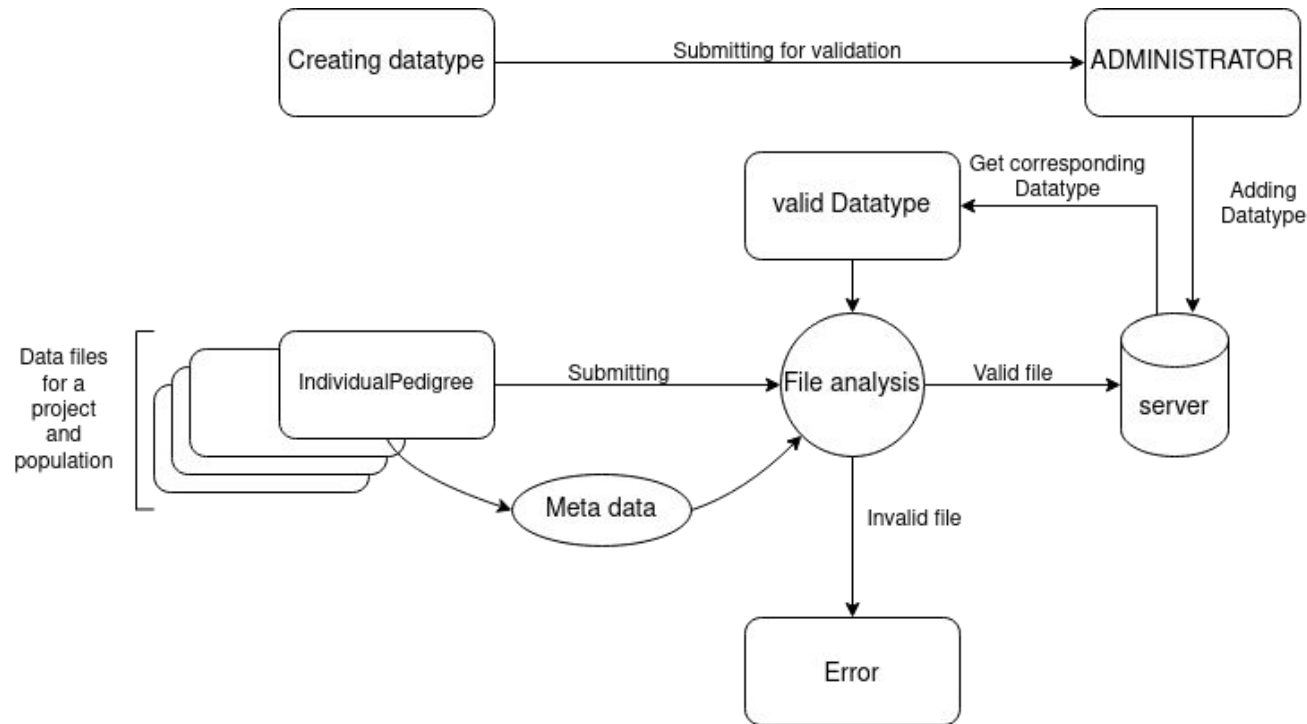 Creating datatype
Submitting for validation
ADMINISTRATOR
Get corresponding
Datatype
valid Datatype
Adding
Datatype
Data files
for a
project
and
population
IndividualPedigree
Submitting
File analysis
Valid file
server
Meta data
Invalid file
Error